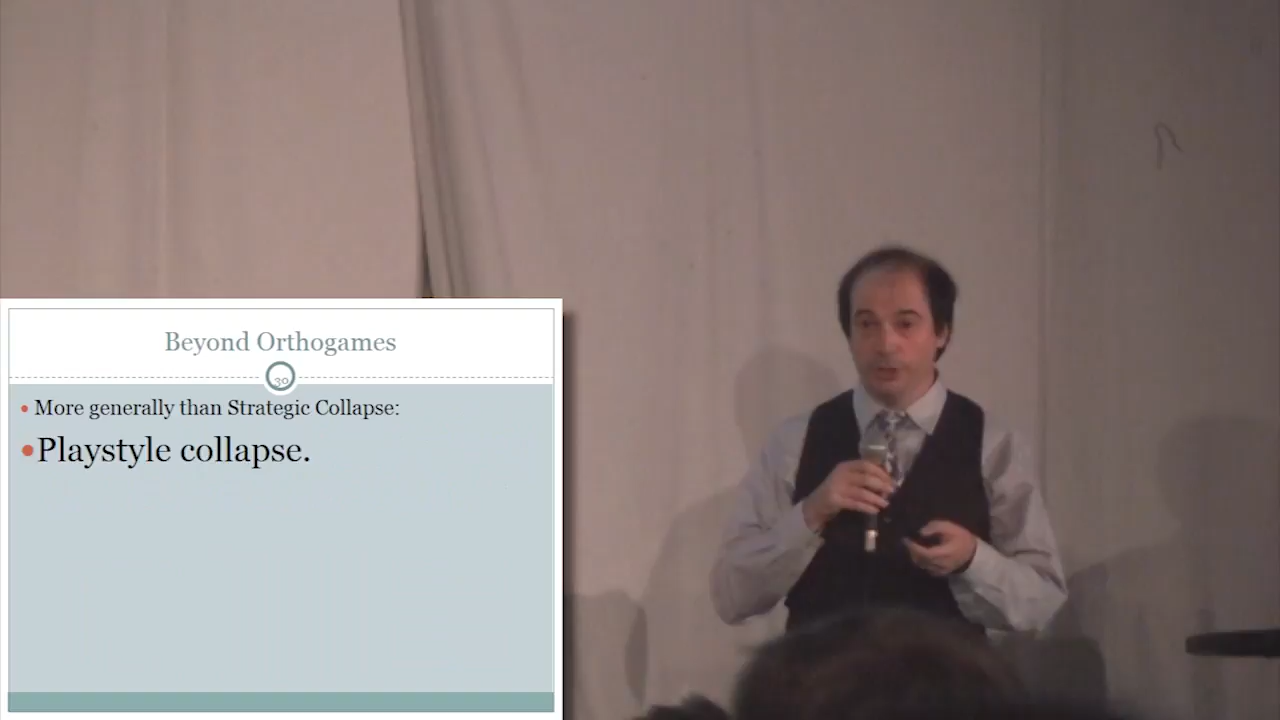 Beyond Orthogames
30
• More generally than Strategic Collapse:
•Playstyle collapse.